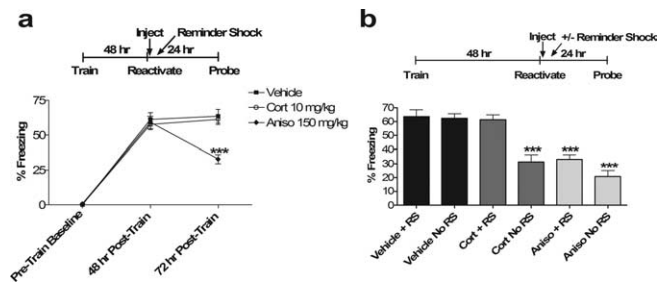 a
Inject Reminder Shock
48 hr 24 hr
Train Reactivate Probe
Vehicle
Cort 10 mg/kg
Aniso 150 mg/kg
% Freezing
75
50
25
0
***
Pre-Train Baseline
48 hr Post-Train
72 hr Post-Train
b
Inject +/- Reminder Shock
48 hr 24 hr
Train Reactivate Probe
% Freezing
70
60
50
40
30
20
10
0
*** *** ***
Vehicle + RS
Vehicle No RS
Cort + RS
Cort No RS
Aniso + RS
Aniso No RS